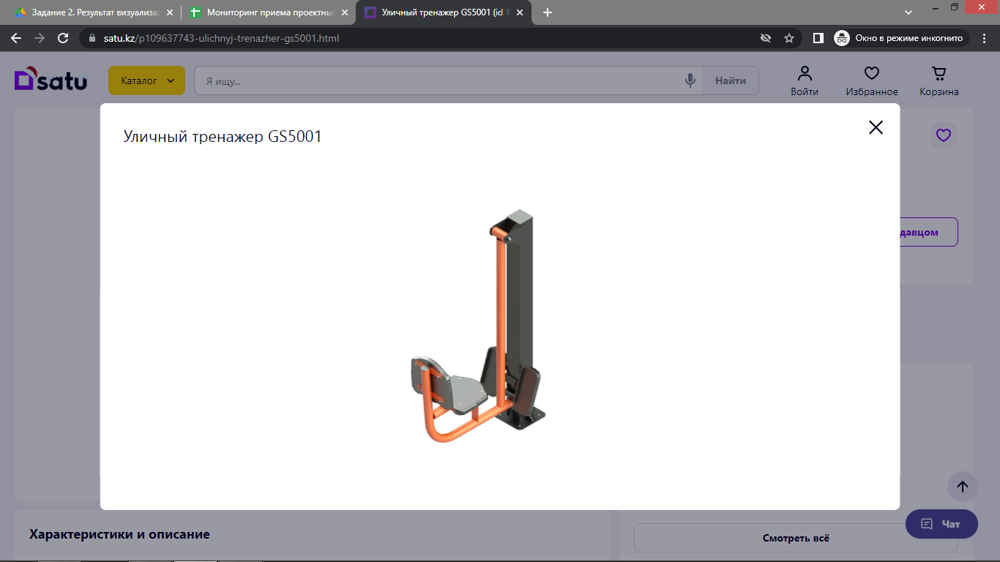 Задание 2. Результат визуализа
Мониторинг приема проектных
Уличный тренажер GS5001 (id 1
satu.kz/p109637743-ulichnyj-trenazher-gs5001.html
Окно в режиме инкогнито
satu
Каталог
Я ищу...
Найти
Войти
Избранное
Корзина
Уличный тренажер GS5001
давцом
Характеристики и описание
Смотреть всё
Чат